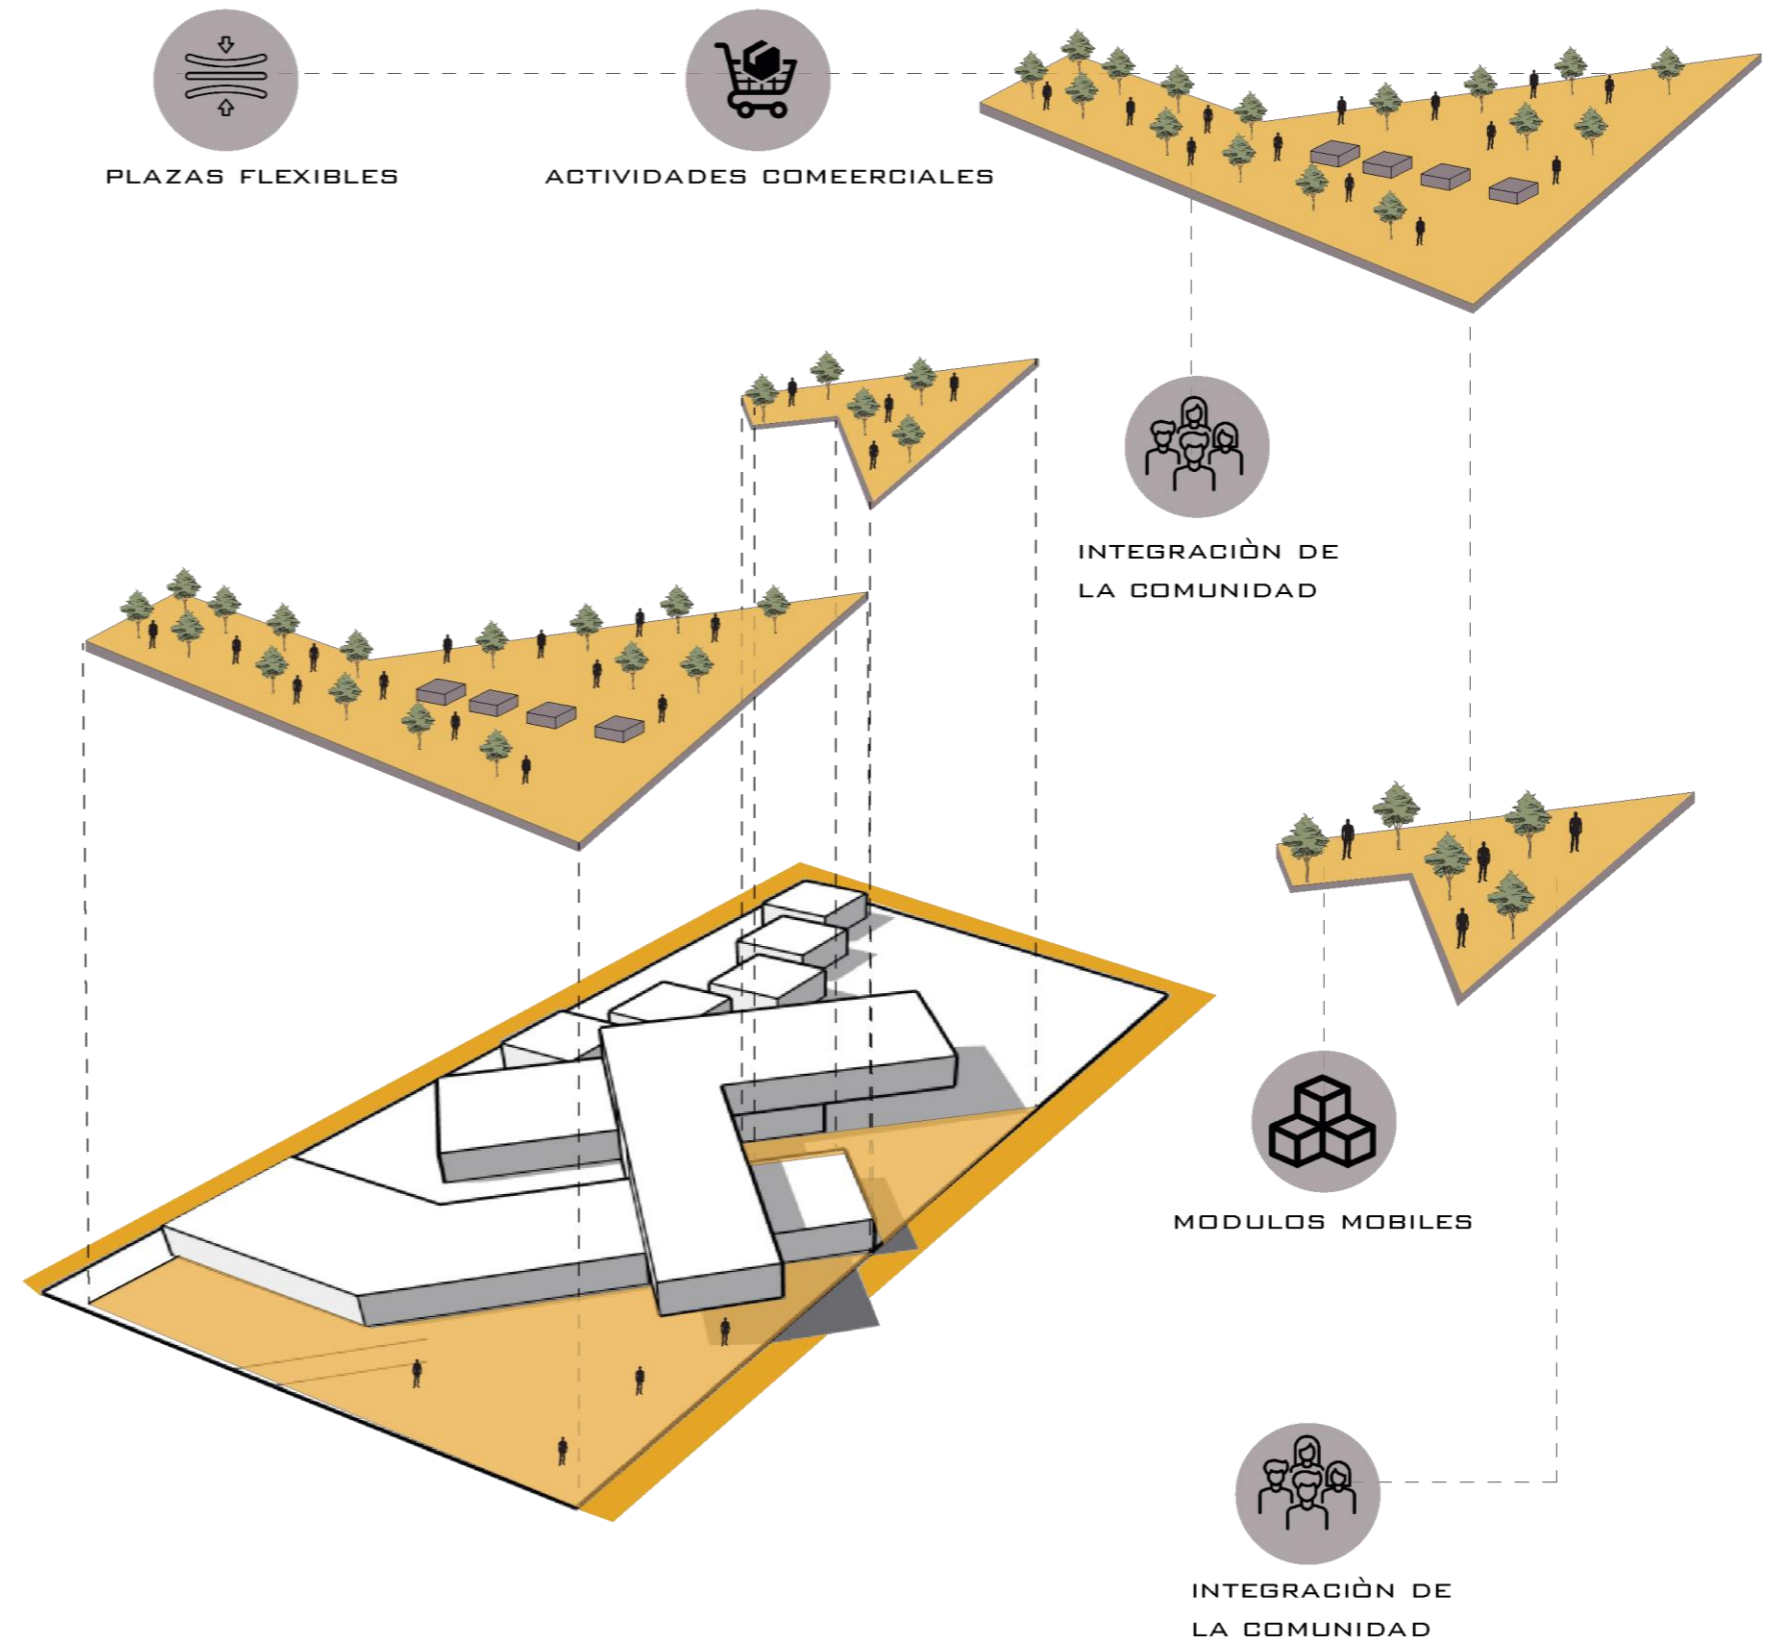 PLAZAS FLEXIBLES
ACTIVIDADES COMEERCIALES
INTEGRACIÒN DE
LA COMUNIDAD
MODULOS MOBILES
INTEGRACIÒN DE
LA COMUNIDAD